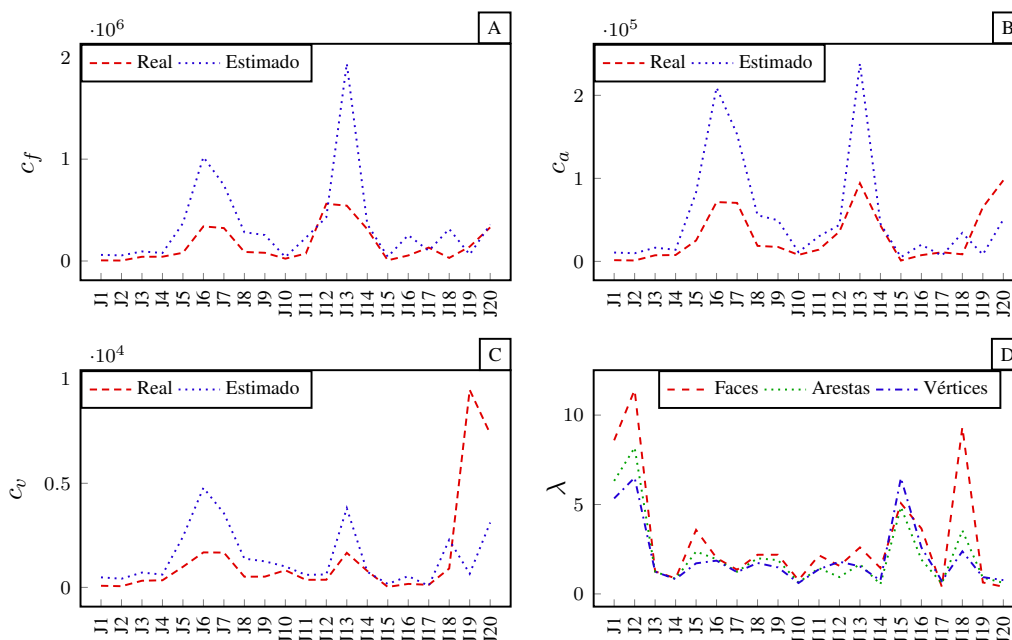 ·10^6
A
Real Estimado
2
1
0
c_f
J1 J2 J3 J4 J5 J6 J7 J8 J9 J10 J11 J12 J13 J14 J15 J16 J17 J18 J19 J20
·10^5
B
Real Estimado
2
1
0
c_a
J1 J2 J3 J4 J5 J6 J7 J8 J9 J10 J11 J12 J13 J14 J15 J16 J17 J18 J19 J20
·10^4
C
Real Estimado
1
0.5
0
c_v
J1 J2 J3 J4 J5 J6 J7 J8 J9 J10 J11 J12 J13 J14 J15 J16 J17 J18 J19 J20
D
Faces Arestas Vértices
10
5
0
λ
J1 J2 J3 J4 J5 J6 J7 J8 J9 J10 J11 J12 J13 J14 J15 J16 J17 J18 J19 J20